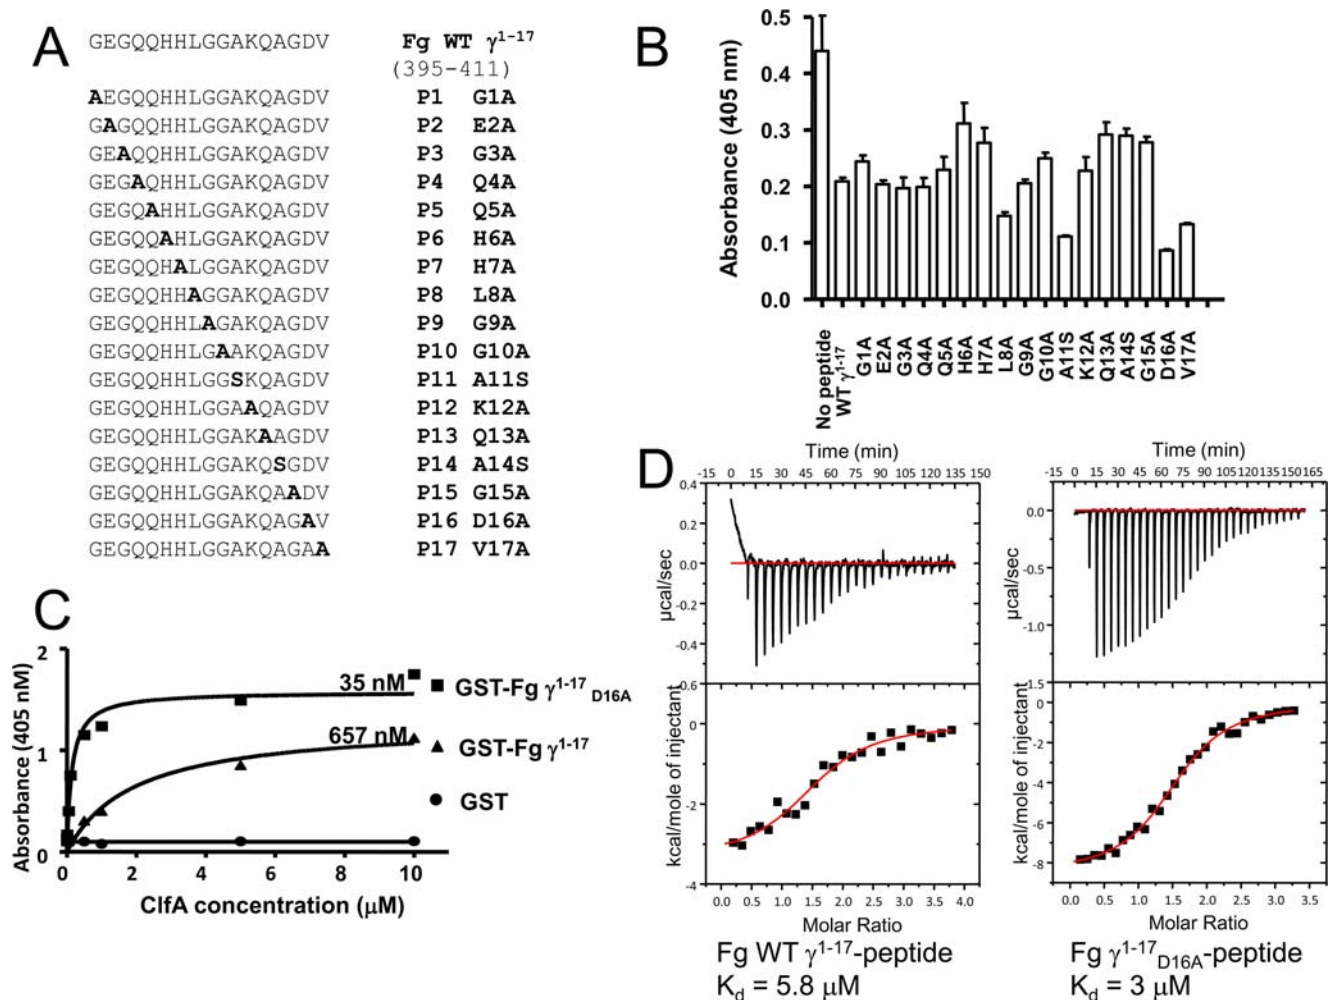 A
GEGQQHHLGGAKQAGDV Fg WT γ1-17
(395-411)
AEGQQHHLGGAKQAGDV P1 G1A
GAGQQHHLGGAKQAGDV P2 E2A
GEAQQHHLGGAKQAGDV P3 G3A
GEGAQHHLGGAKQAGDV P4 Q4A
GEGQAHHLGGAKQAGDV P5 Q5A
GEGQQAHLGGAKQAGDV P6 H6A
GEGQQHALGGAKQAGDV P7 H7A
GEGQQHHAGGAKQAGDV P8 L8A
GEGQQHHLAGAKQAGDV P9 G9A
GEGQQHHLGAAKQAGDV P10 G10A
GEGQQHHLGGSKQAGDV P11 A11S
GEGQQHHLGGAAQAGDV P12 K12A
GEGQQHHLGGAKAAGDV P13 Q13A
GEGQQHHLGGAKQSGDV P14 A14S
GEGQQHHLGGAKQAADV P15 G15A
GEGQQHHLGGAKQAGAV P16 D16A
GEGQQHHLGGAKQAGDA P17 V17A
B
Absorbance (405 nm)
0.5
0.4
0.3
0.2
0.1
0.0
No peptide
WT γ1-17
G1A
E2A
G3A
Q4A
Q5A
H6A
H7A
L8A
G9A
G10A
A11S
K12A
Q13A
A14S
G15A
D16A
V17A
C
Absorbance (405 nM)
2
1
0
0 2 4 6 8 10
ClfA concentration (µM)
35 nM
657 nM
GST-Fg γ1-17 D16A
GST-Fg γ1-17
GST
D
Time (min)
-15 0 15 30 45 60 75 90 105 120 135 150
0.4
0.2
0.0
-0.2
-0.4
-0.6
µcal/sec
0
-2
-4
kcal/mole of injectant
0.0 0.5 1.0 1.5 2.0 2.5 3.0 3.5 4.0
Molar Ratio
Fg WT γ1-17-peptide
Kd = 5.8 µM
Time (min)
-15 0 15 30 45 60 75 90 105 120 135 150 165
0.0
-0.5
-1.0
-1.5
µcal/sec
0
-2
-4
-6
-8
kcal/mole of injectant
0.0 0.5 1.0 1.5 2.0 2.5 3.0 3.5
Molar Ratio
Fg γ1-17D16A-peptide
Kd = 3 µM